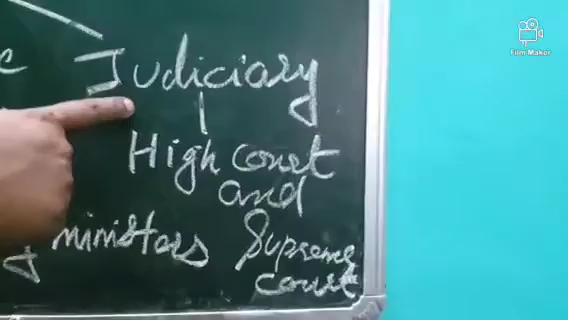 Judiciary
High court
and
ministers Supreme
court
Film Maker